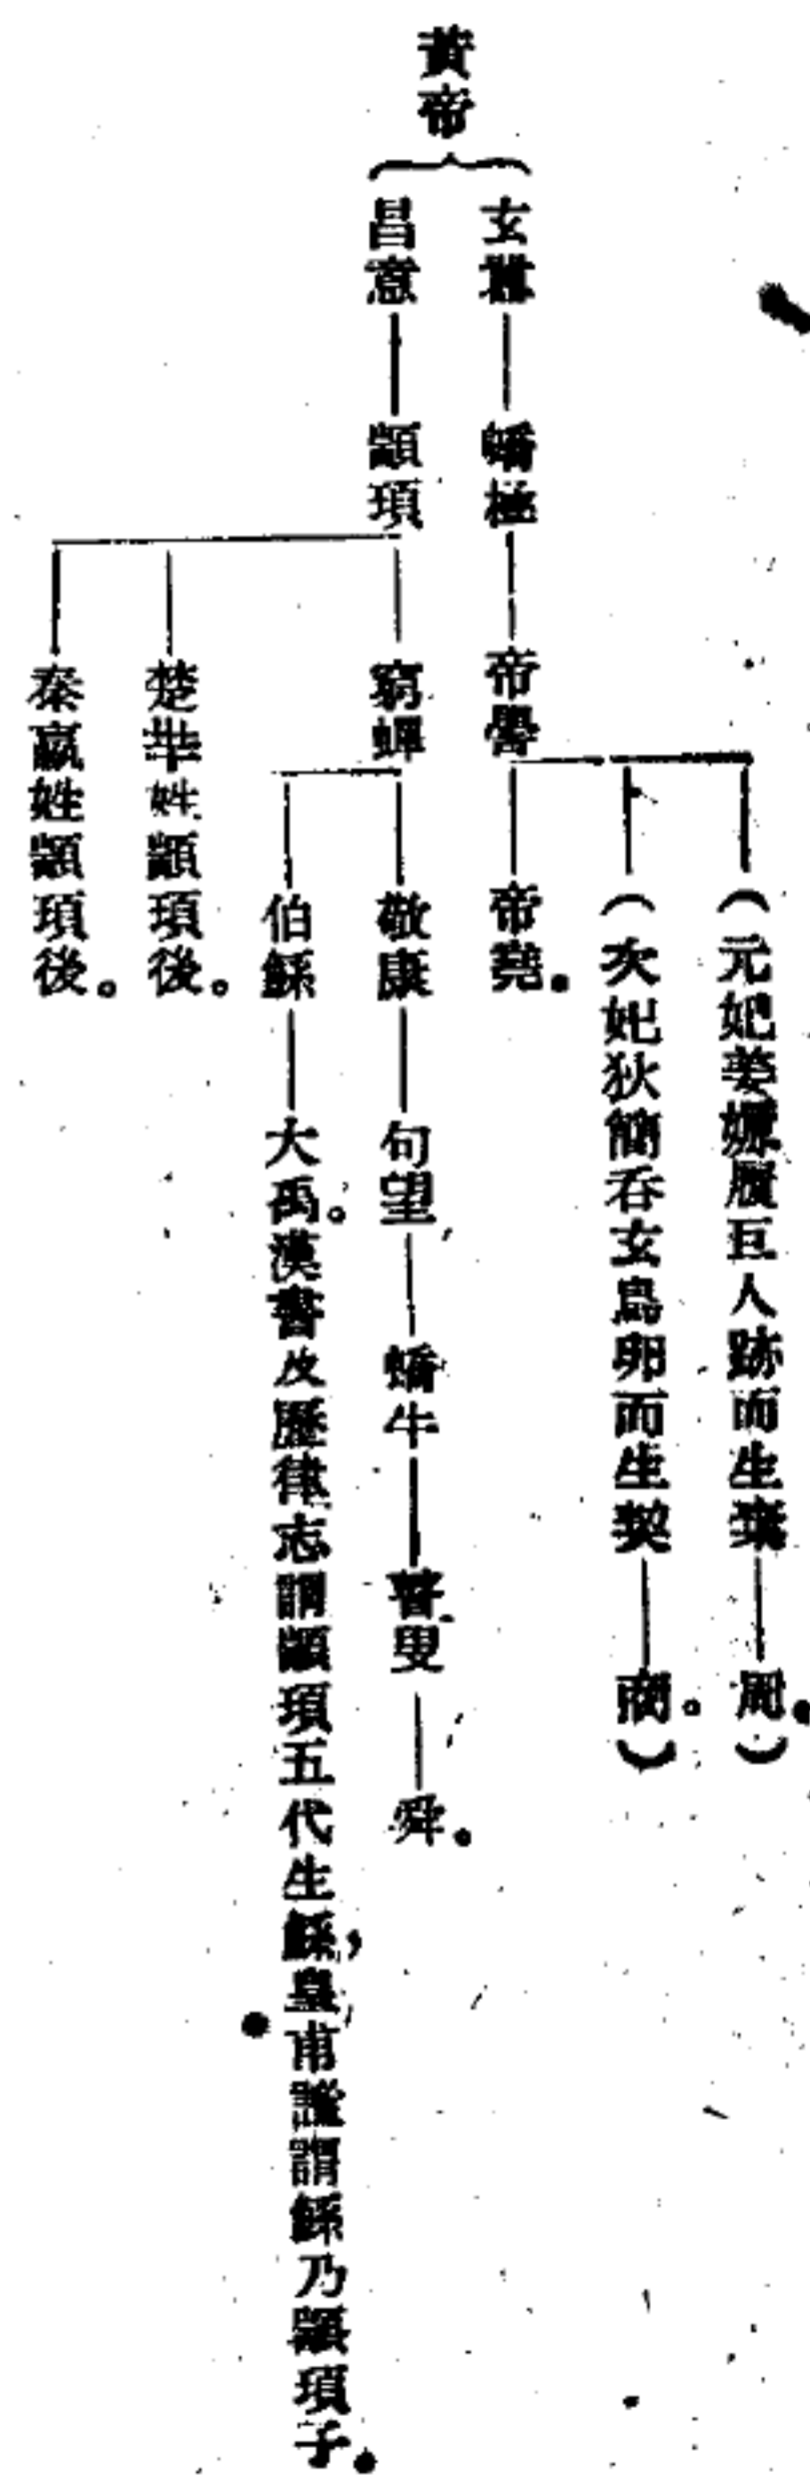 黃帝
(元妃姜嫄履巨人跡而生棄——周。)
(次妃狄簡吞玄鳥卵而生契——商。)
玄囂——蟜極——帝嚳
帝堯。
昌意——顓頊
窮蟬
敬康——句望——蟜牛——瞽叟——舜。
伯鯀——大禹。漢書及歷律志謂顓頊五代生鯀,皇甫謐謂鯀乃顓頊子。
楚羋姓顓頊後。
秦嬴姓顓頊後。